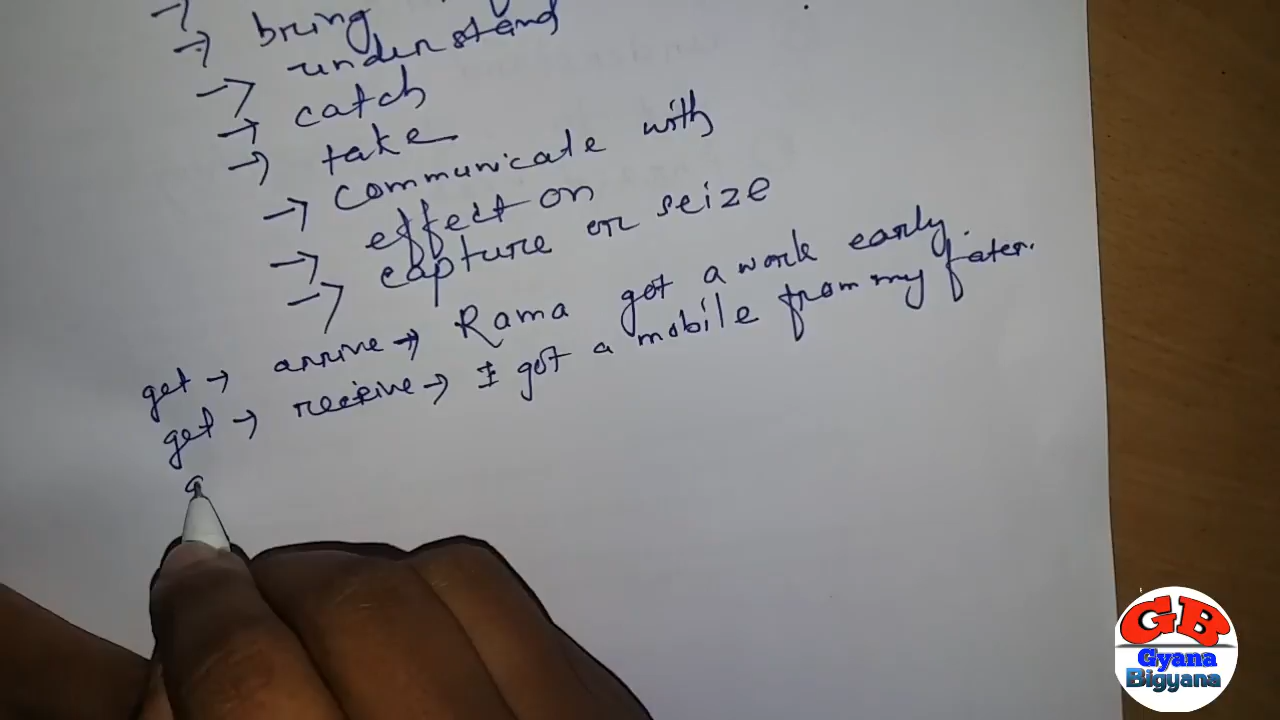 →
→ bring
→ understand
→ catch
→ take
→ communicate with
→ effect on
→ capture or seize
get → arrive → Rama got a work early.
get → receive → I got a mobile from my fater.
g
GB
Gyana
Bigyana